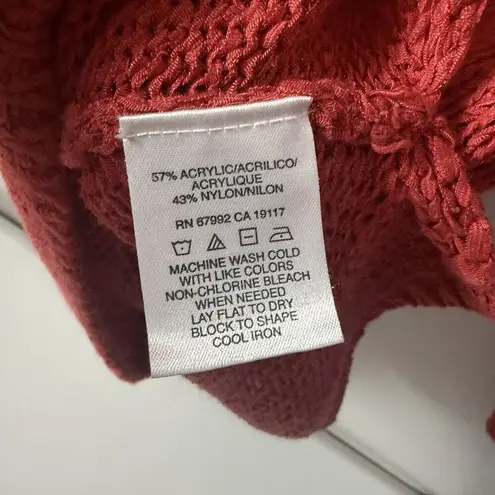 57% ACRYLIC/ACRILICO/
ACRYLIQUE
43% NYLON/NILON
RN 67992 CA 19117
MACHINE WASH COLD
WITH LIKE COLORS
NON-CHLORINE BLEACH
WHEN NEEDED
LAY FLAT TO DRY
BLOCK TO SHAPE
COOL IRON